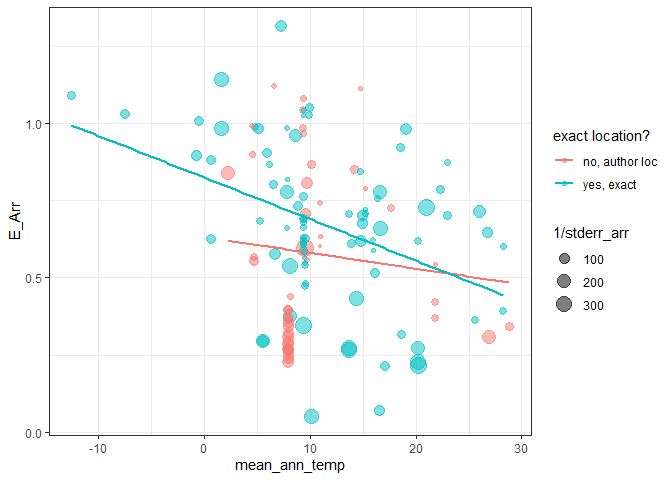 1.0
0.5
0.0
E_Arr
-10
0
10
20
30
mean_ann_temp
exact location?
no, author loc
yes, exact
1/stderr_arr
100
200
300